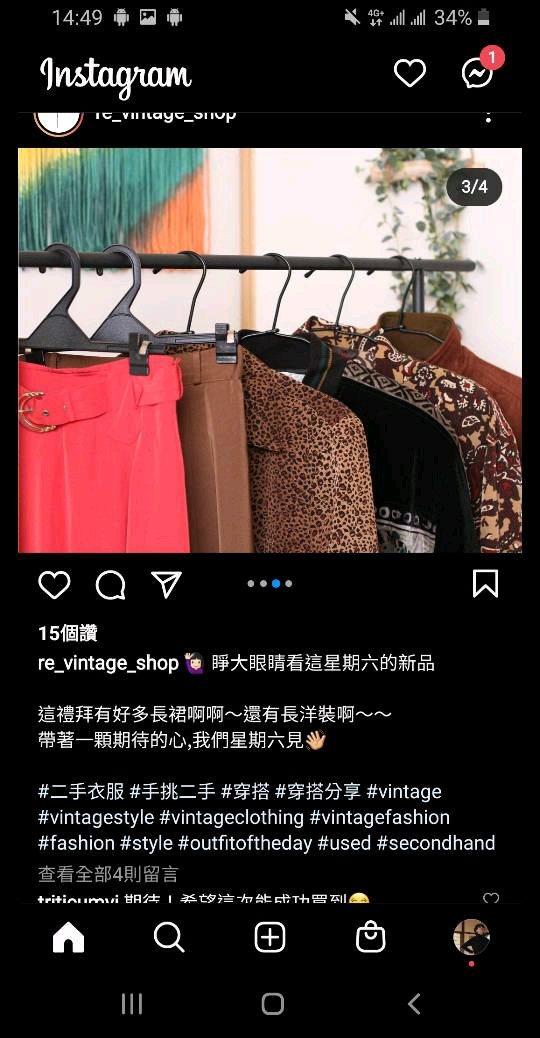 14:49
4G+
34%
Instagram
1
re_vintage_shop
3/4
15個讚
re_vintage_shop 🙋🏻‍♀️ 睜大眼睛看這星期六的新品
這禮拜有好多長裙啊啊～還有長洋裝啊～～
帶著一顆期待的心,我們星期六見👋🏼
#二手衣服 #手挑二手 #穿搭 #穿搭分享 #vintage
#vintagestyle #vintageclothing #vintagefashion
#fashion #style #outfitoftheday #used #secondhand
查看全部4則留言
triticumyi 期待！希望這次能成功買到😂